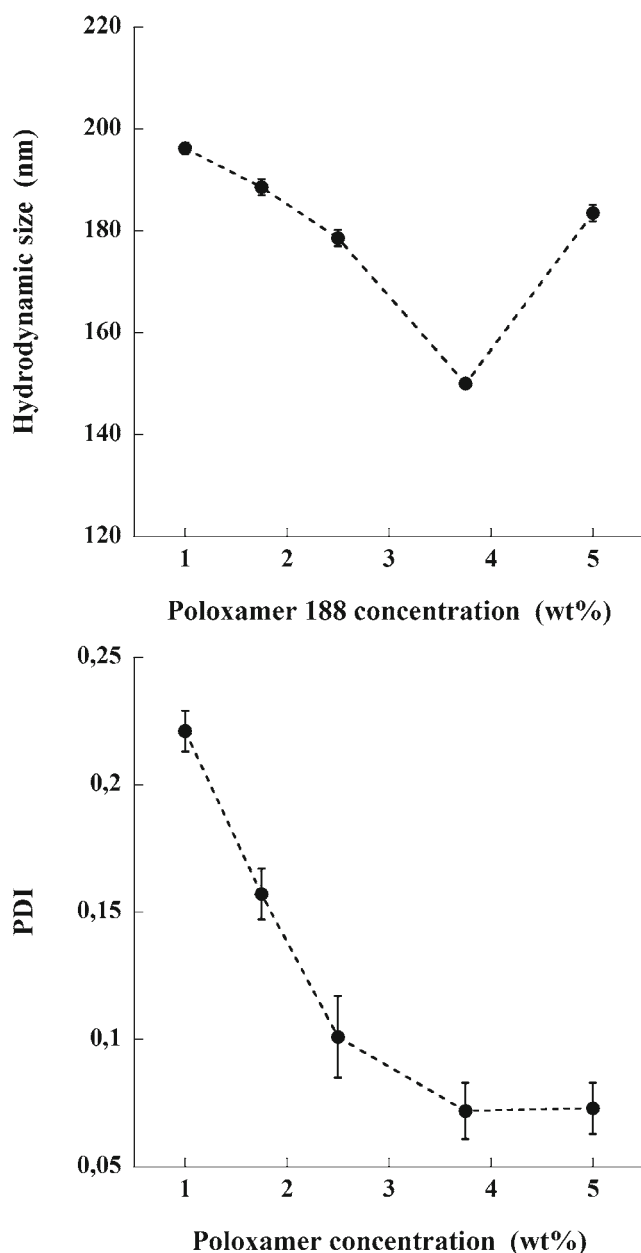 220
200
180
160
140
120
Hydrodynamic size (nm)
1 2 3 4 5
Poloxamer 188 concentration (wt%)
0,25
0,2
0,15
0,1
0,05
PDI
1 2 3 4 5
Poloxamer concentration (wt%)